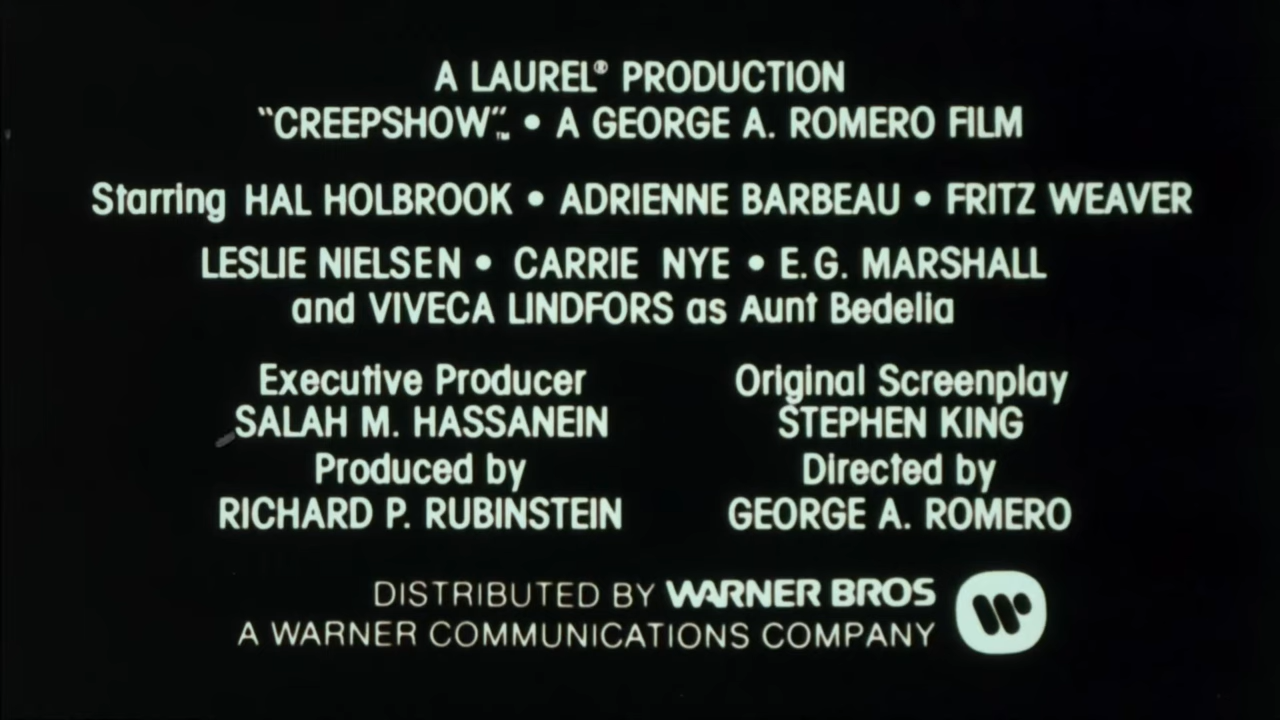 A LAUREL® PRODUCTION
"CREEPSHOW"™ • A GEORGE A. ROMERO FILM
Starring HAL HOLBROOK • ADRIENNE BARBEAU • FRITZ WEAVER
LESLIE NIELSEN • CARRIE NYE • E.G. MARSHALL
and VIVECA LINDFORS as Aunt Bedelia
Executive Producer
SALAH M. HASSANEIN
Produced by
RICHARD P. RUBINSTEIN
Original Screenplay
STEPHEN KING
Directed by
GEORGE A. ROMERO
DISTRIBUTED BY WARNER BROS
A WARNER COMMUNICATIONS COMPANY